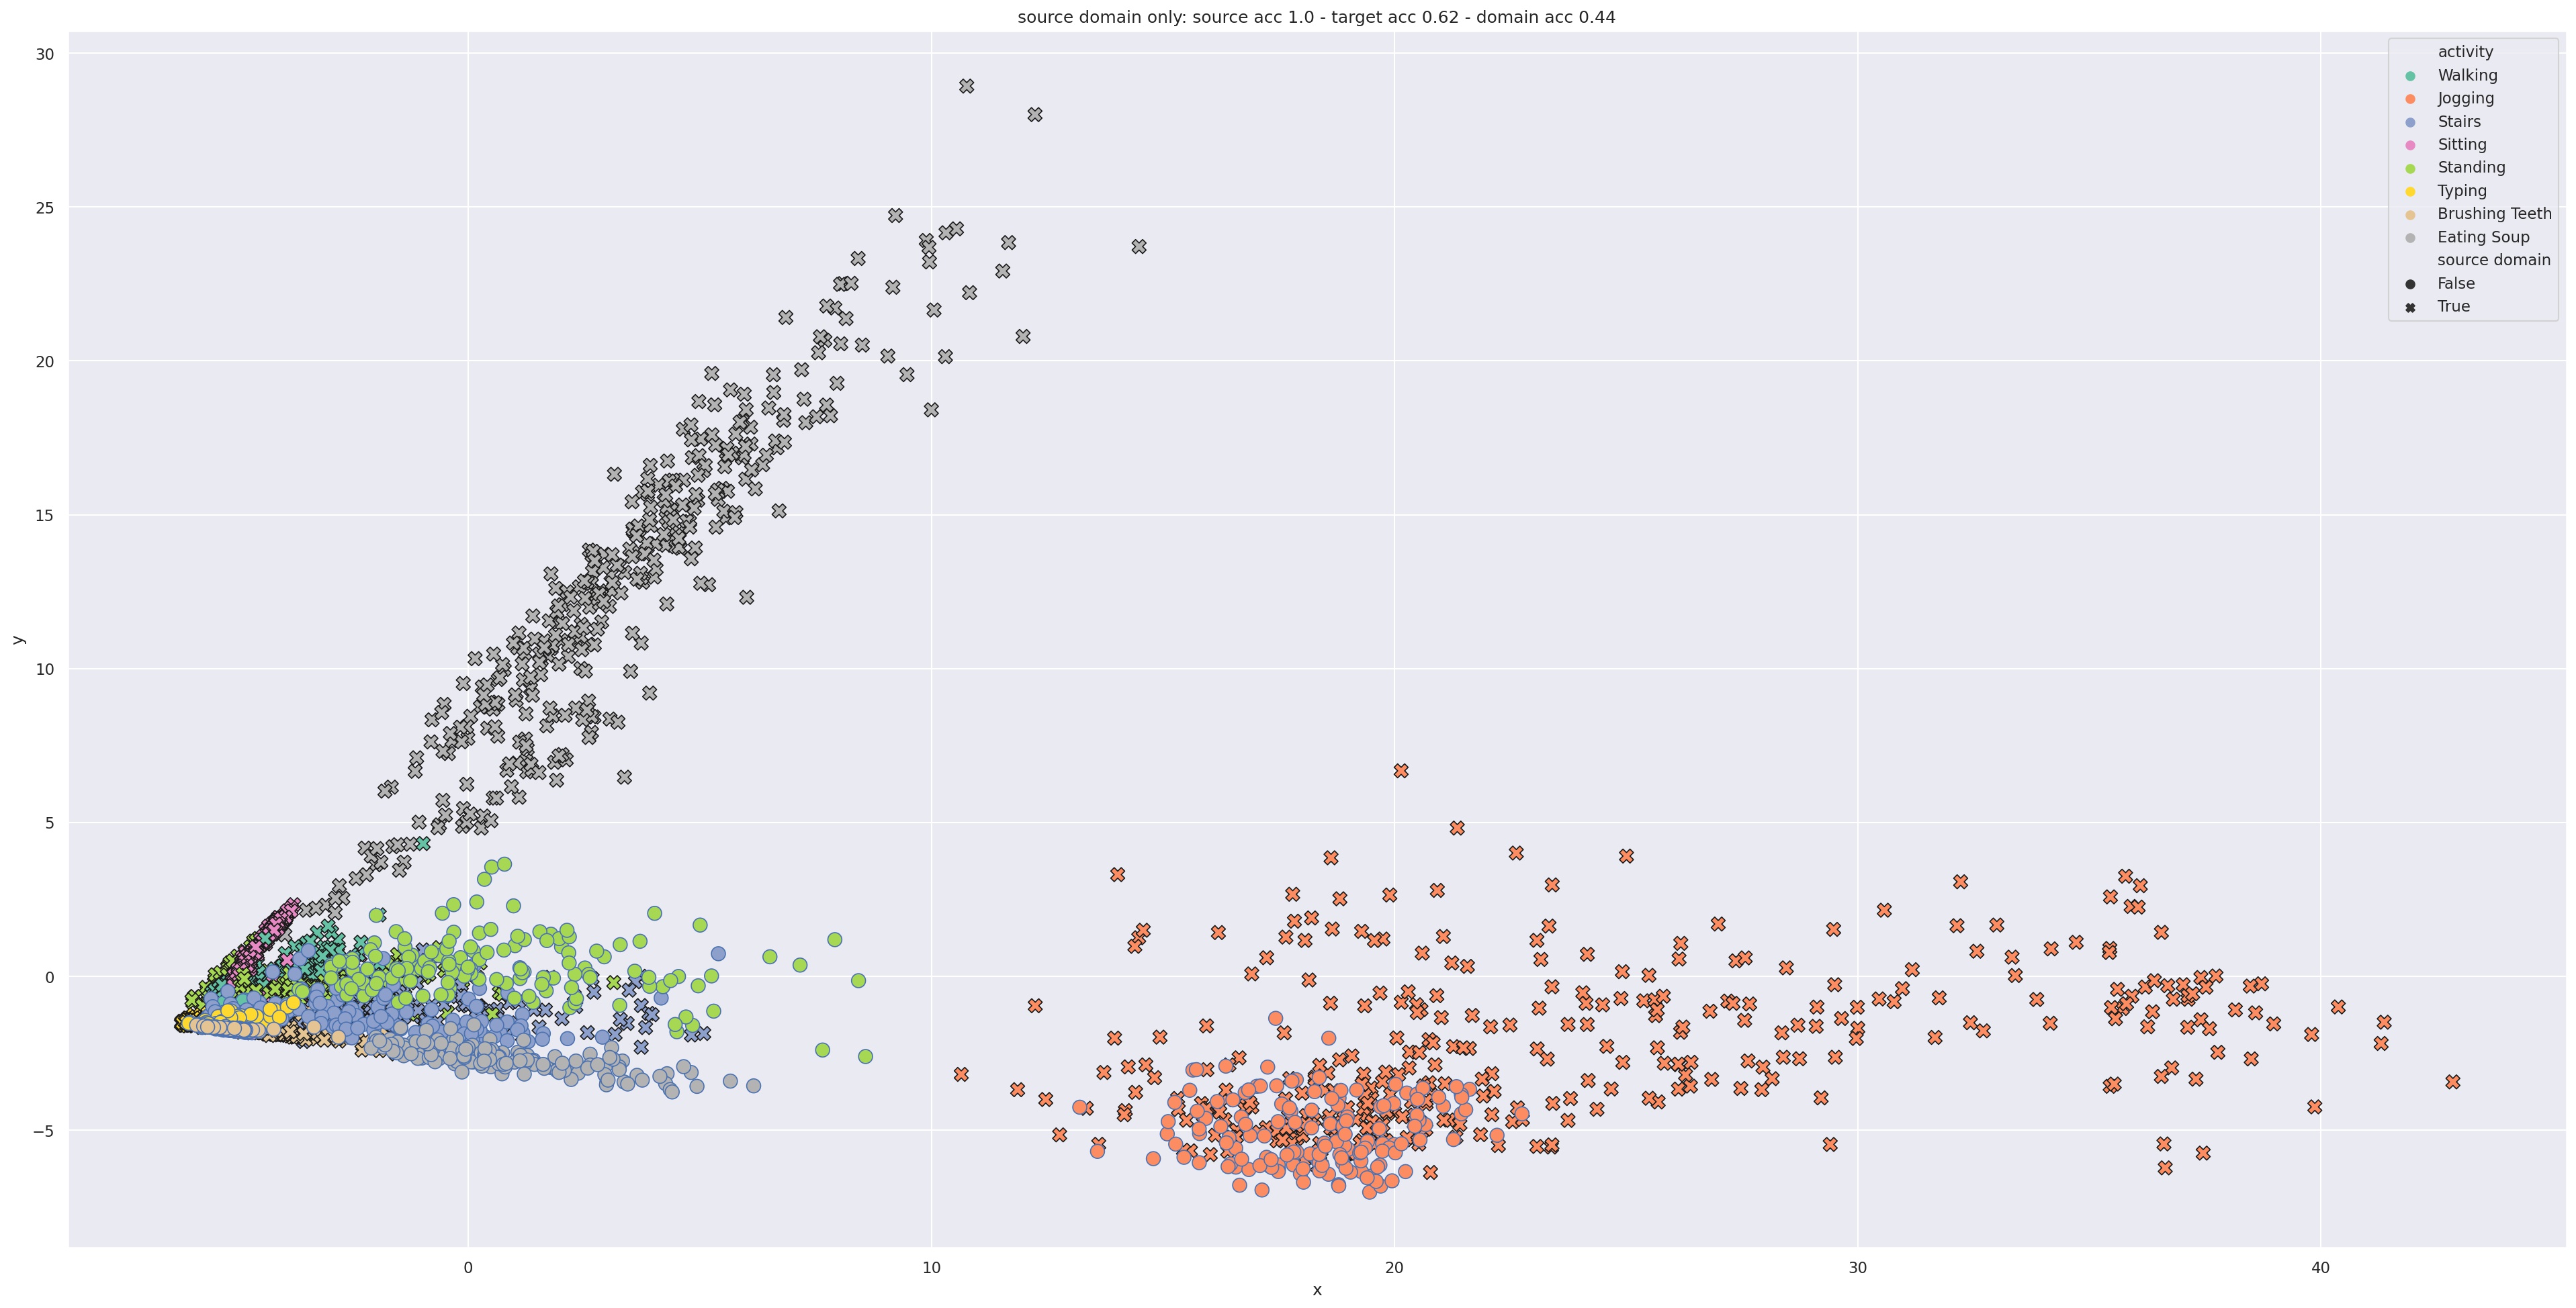 source domain only: source acc 1.0 - target acc 0.62 - domain acc 0.44
30
25
20
15
10
5
0
−5
y
0
10
20
30
40
x
activity
Walking
Jogging
Stairs
Sitting
Standing
Typing
Brushing Teeth
Eating Soup
source domain
False
True